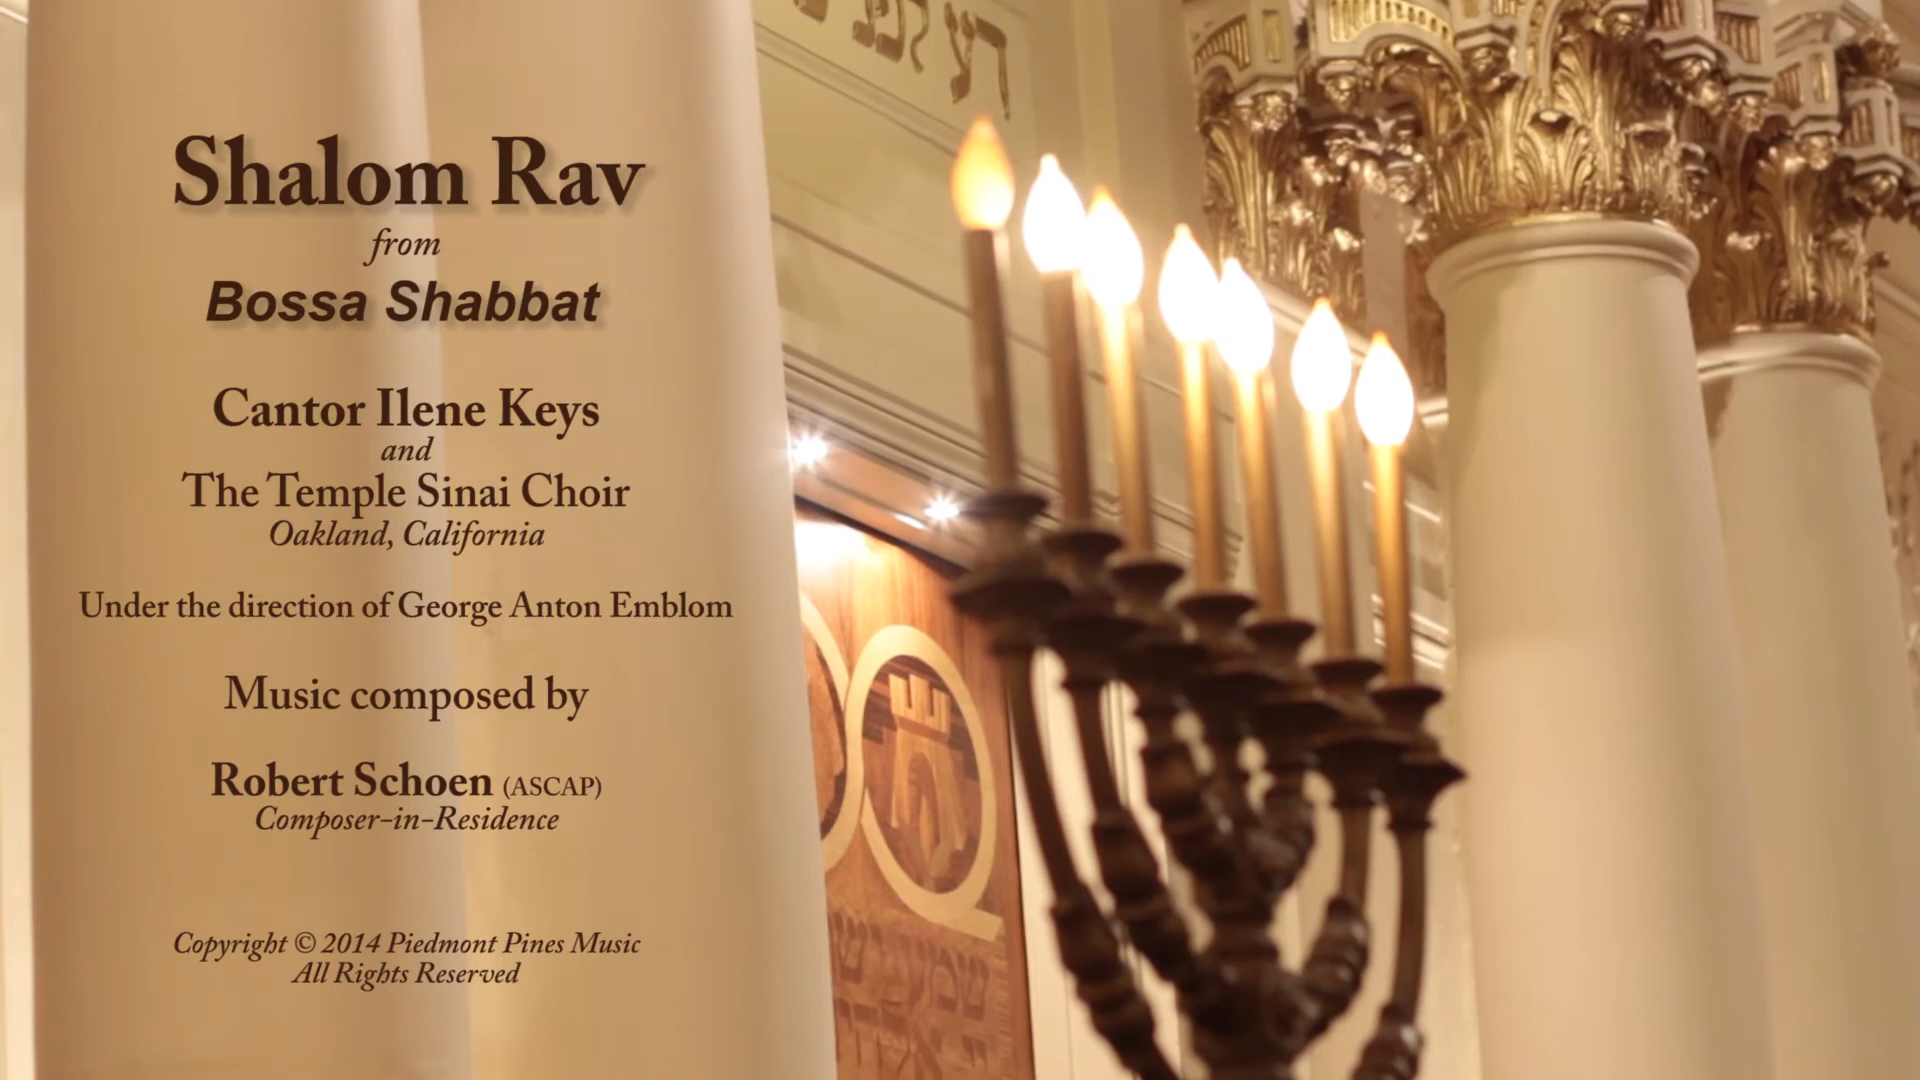 Shalom Rav
from
Bossa Shabbat
Cantor Ilene Keys
and
The Temple Sinai Choir
Oakland, California
Under the direction of George Anton Emblom
Music composed by
Robert Schoen (ASCAP)
Composer-in-Residence
Copyright © 2014 Piedmont Pines Music
All Rights Reserved